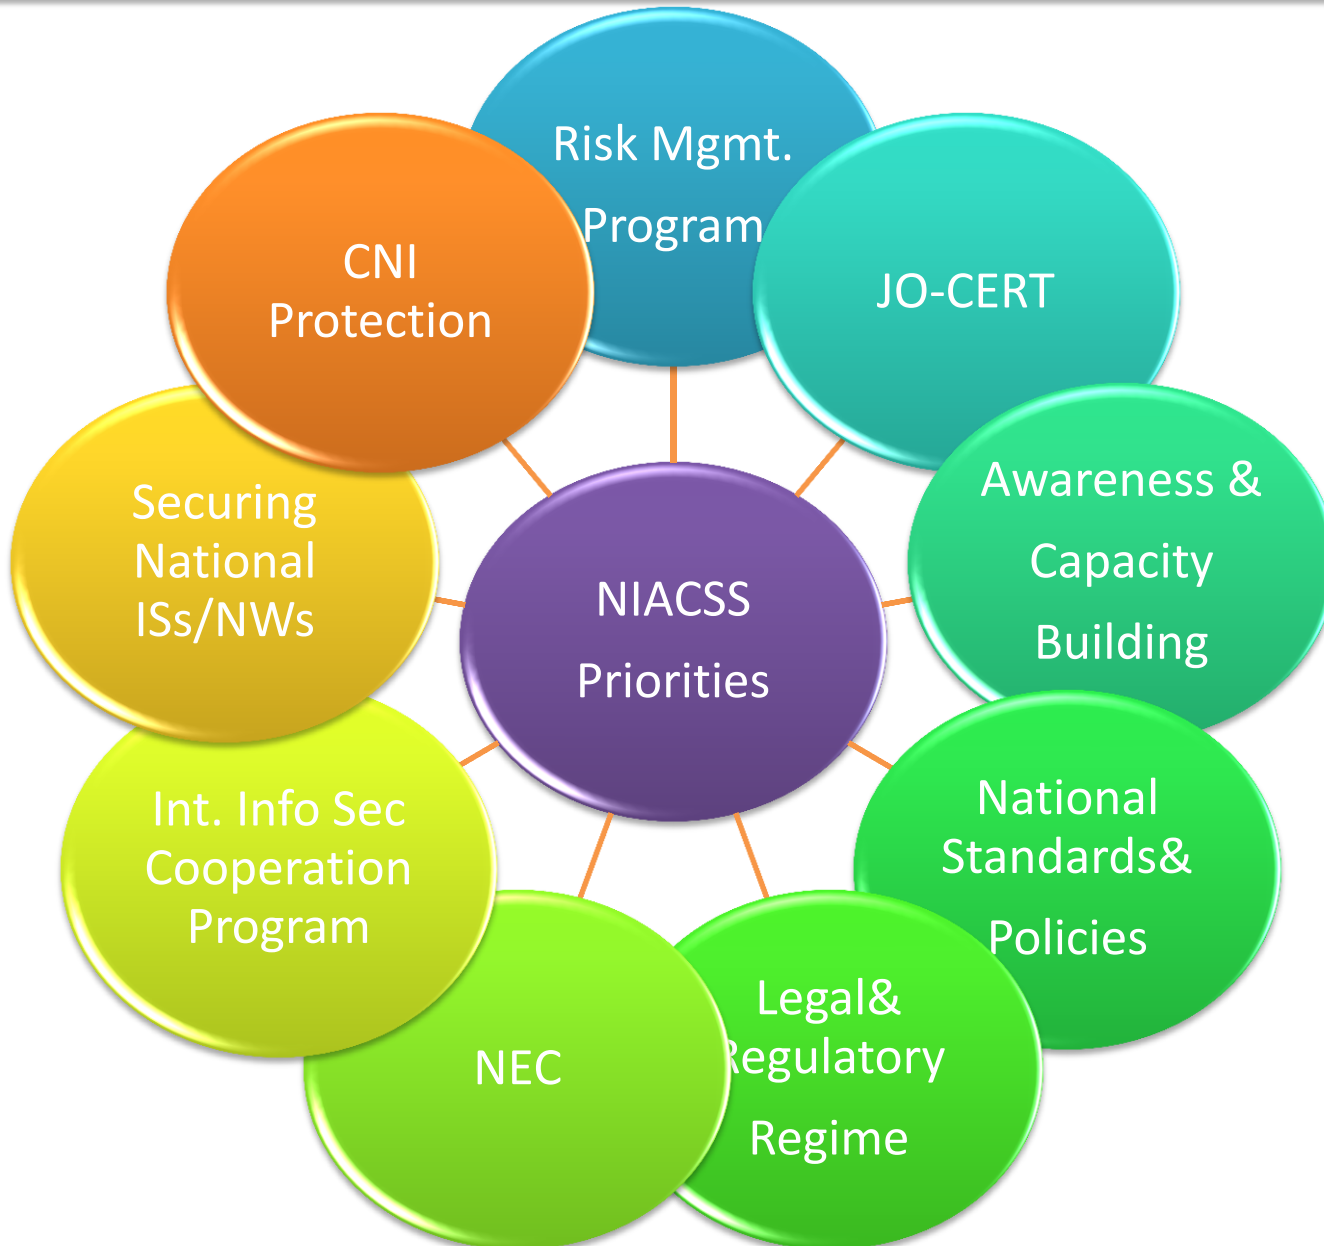 Risk Mgmt.
Program
JO-CERT
Awareness &
Capacity
Building
National
Standards&
Policies
Legal&
Regulatory
Regime
NEC
Int. Info Sec
Cooperation
Program
Securing
National
ISs/NWs
CNI
Protection
NIACSS
Priorities